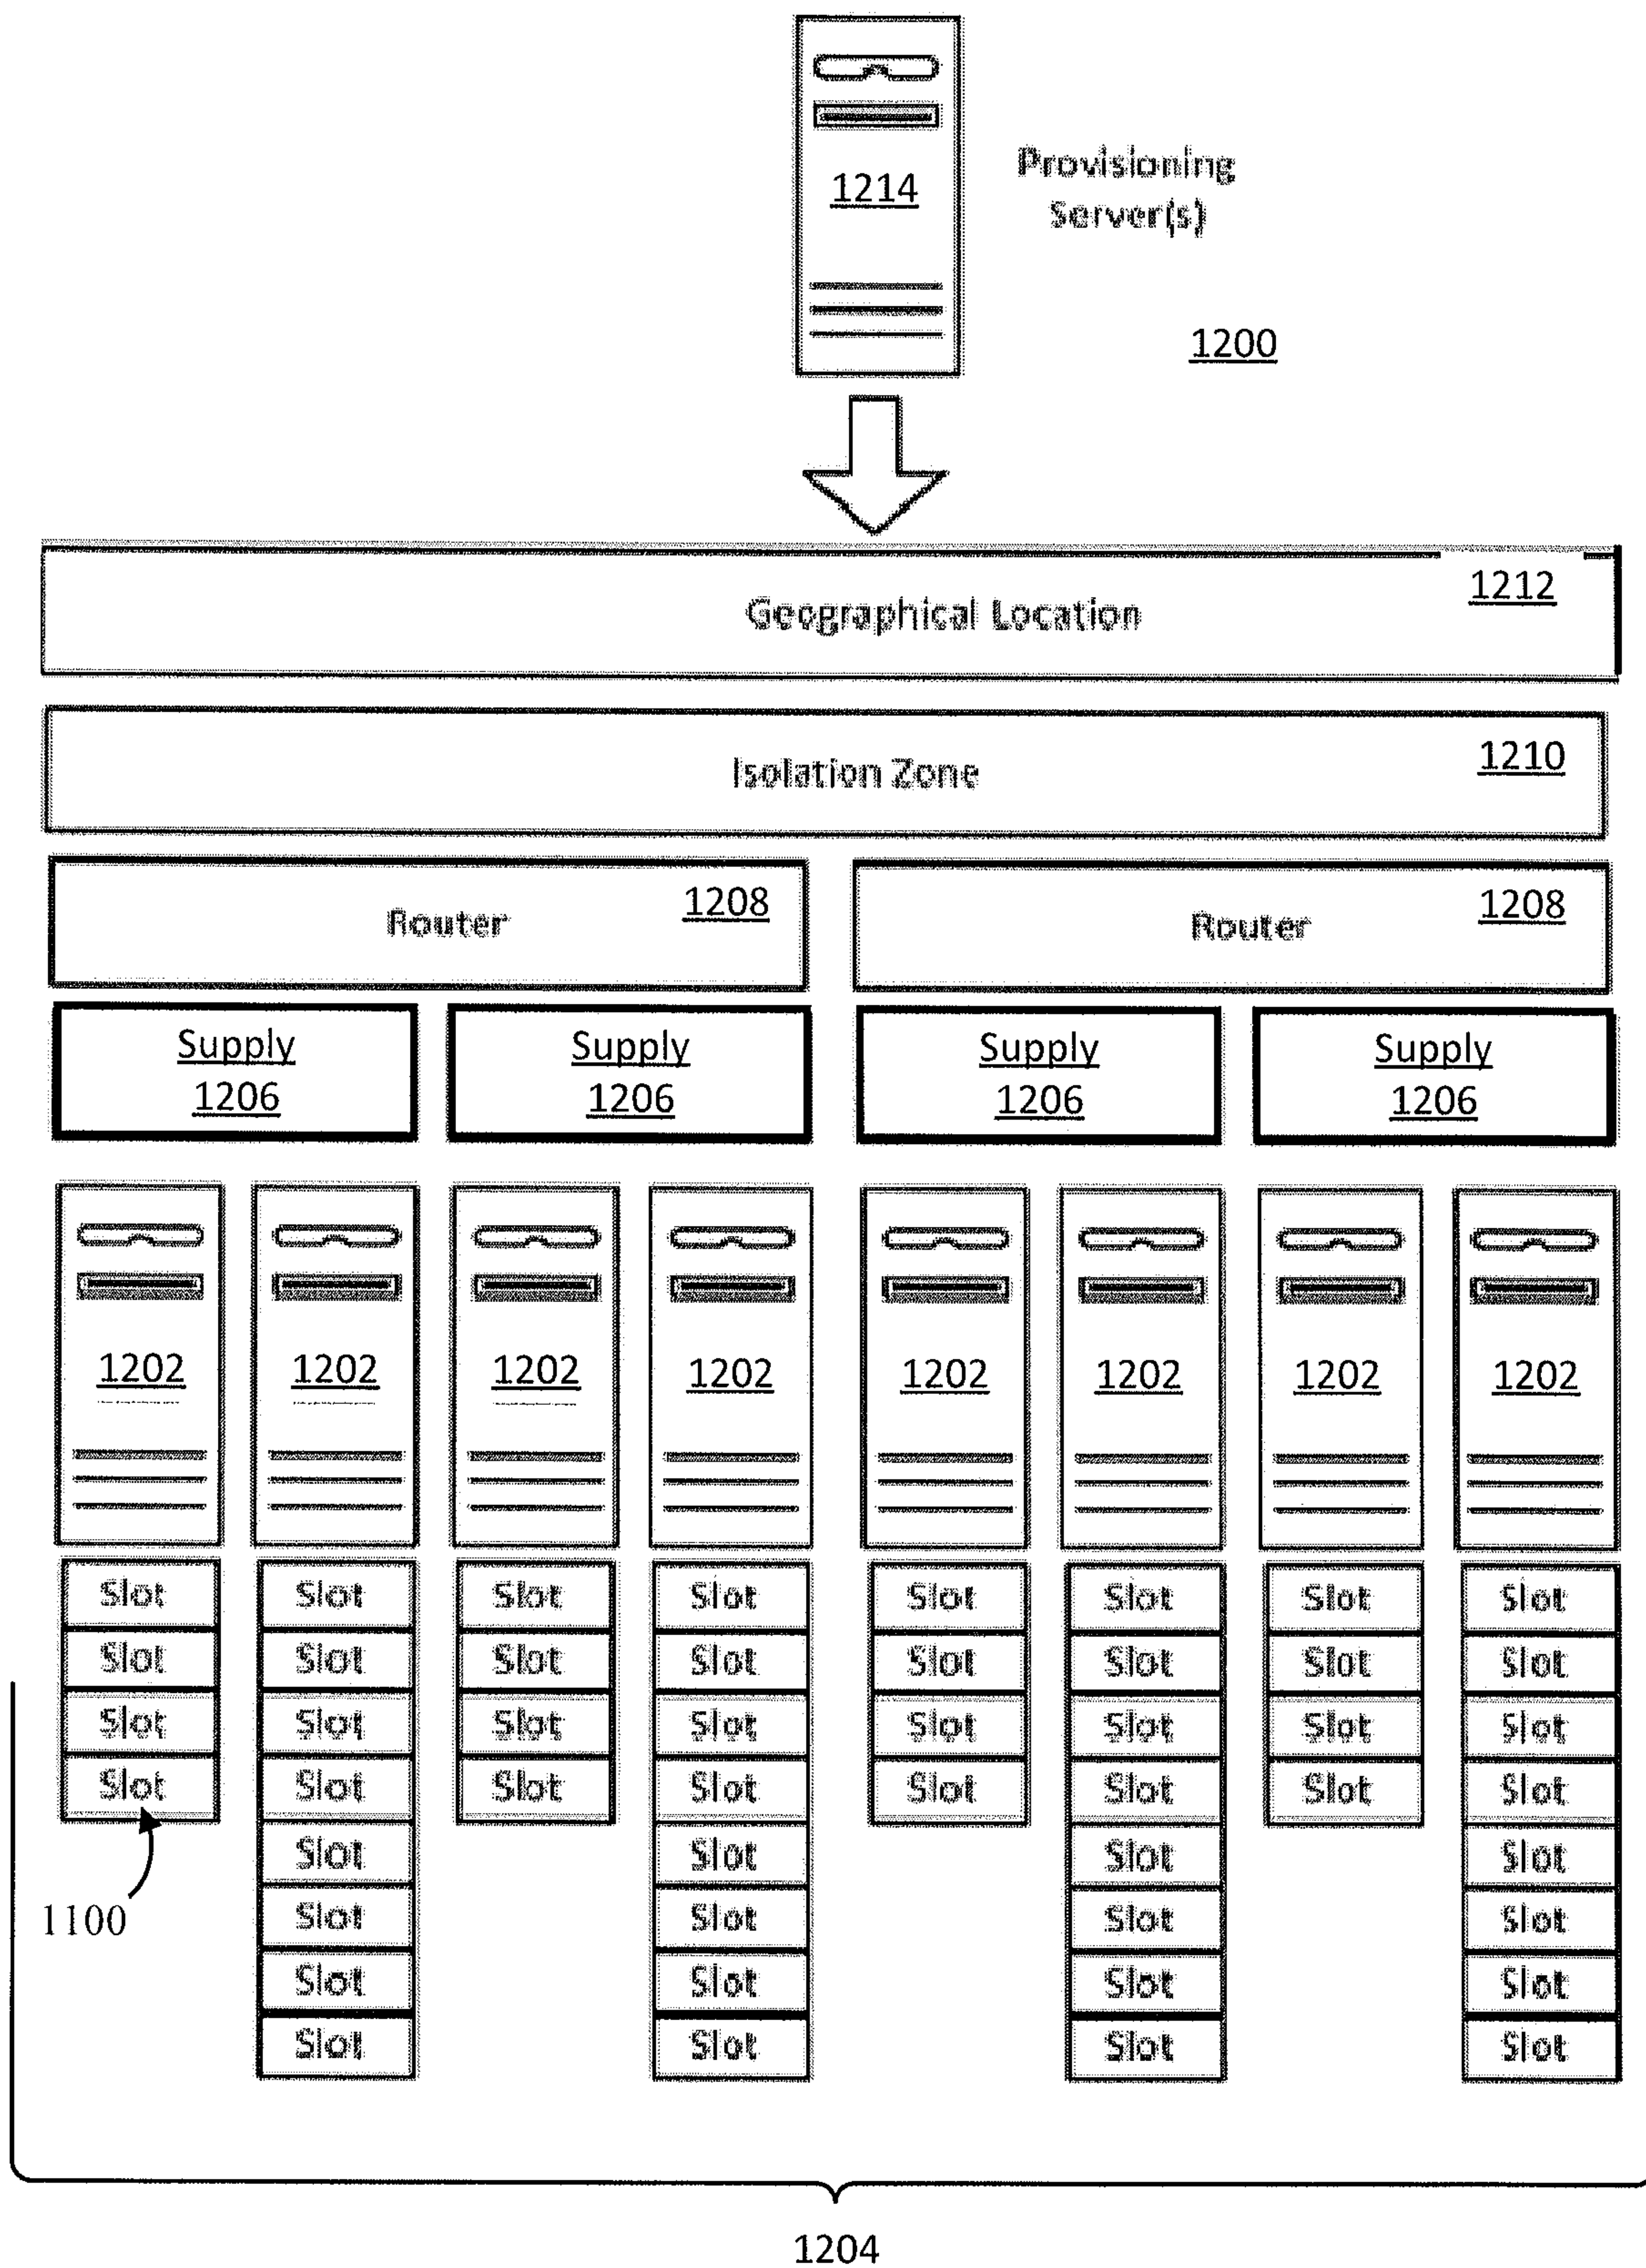 1214
Provisioning
Server(s)
1200
1212
Geographical Location
1210
Isolation Zone
1208
Router
1208
Router
Supply
1206
Supply
1206
Supply
1206
Supply
1206
1202 1202 1202 1202 1202 1202 1202 1202
Slot Slot Slot Slot Slot Slot Slot Slot
Slot Slot Slot Slot Slot Slot Slot Slot
Slot Slot Slot Slot Slot Slot Slot Slot
Slot Slot Slot Slot Slot Slot Slot Slot
Slot Slot Slot Slot
1100
Slot Slot Slot Slot
Slot Slot Slot Slot
Slot Slot Slot Slot
1204